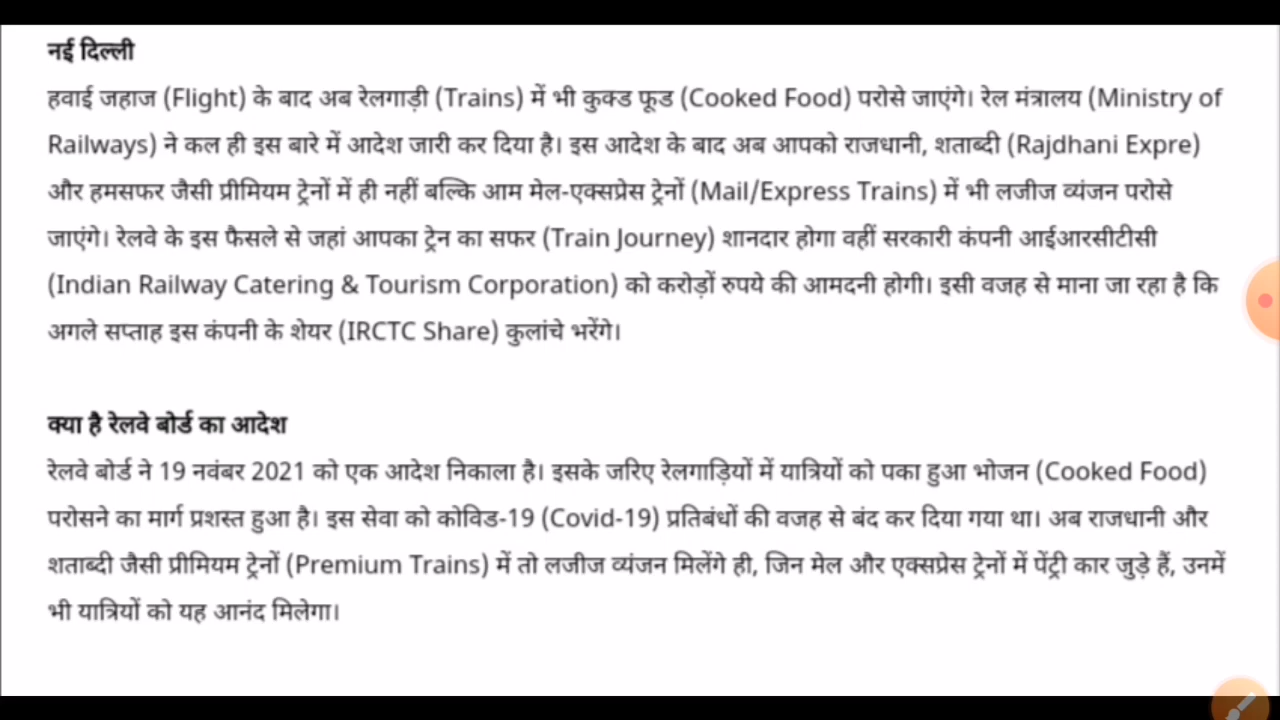 नई दिल्ली
हवाई जहाज (Flight) के बाद अब रेलगाड़ी (Trains) में भी कुक्ड फूड (Cooked Food) परोसे जाएंगे। रेल मंत्रालय (Ministry of
Railways) ने कल ही इस बारे में आदेश जारी कर दिया है। इस आदेश के बाद अब आपको राजधानी, शताब्दी (Rajdhani Expre)
और हमसफर जैसी प्रीमियम ट्रेनों में ही नहीं बल्कि आम मेल-एक्सप्रेस ट्रेनों (Mail/Express Trains) में भी लजीज व्यंजन परोसे
जाएंगे। रेलवे के इस फैसले से जहां आपका ट्रेन का सफर (Train Journey) शानदार होगा वहीं सरकारी कंपनी आईआरसीटीसी
(Indian Railway Catering & Tourism Corporation) को करोड़ों रुपये की आमदनी होगी। इसी वजह से माना जा रहा है कि
अगले सप्ताह इस कंपनी के शेयर (IRCTC Share) कुलांचे भरेंगे।
क्या है रेलवे बोर्ड का आदेश
रेलवे बोर्ड ने 19 नवंबर 2021 को एक आदेश निकाला है। इसके जरिए रेलगाड़ियों में यात्रियों को पका हुआ भोजन (Cooked Food)
परोसने का मार्ग प्रशस्त हुआ है। इस सेवा को कोविड-19 (Covid-19) प्रतिबंधों की वजह से बंद कर दिया गया था। अब राजधानी और
शताब्दी जैसी प्रीमियम ट्रेनों (Premium Trains) में तो लजीज व्यंजन मिलेंगे ही, जिन मेल और एक्सप्रेस ट्रेनों में पेंट्री कार जुड़े हैं, उनमें
भी यात्रियों को यह आनंद मिलेगा।